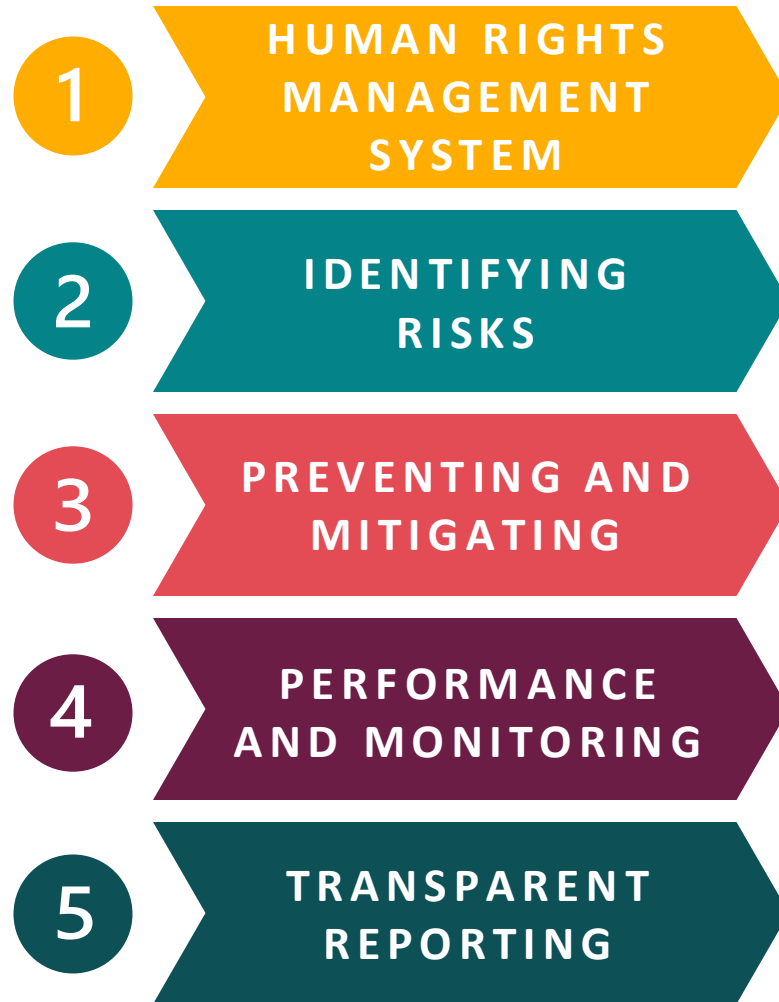 1
HUMAN RIGHTS
MANAGEMENT
SYSTEM
2
IDENTIFYING
RISKS
3
PREVENTING AND
MITIGATING
4
PERFORMANCE
AND MONITORING
5
TRANSPARENT
REPORTING